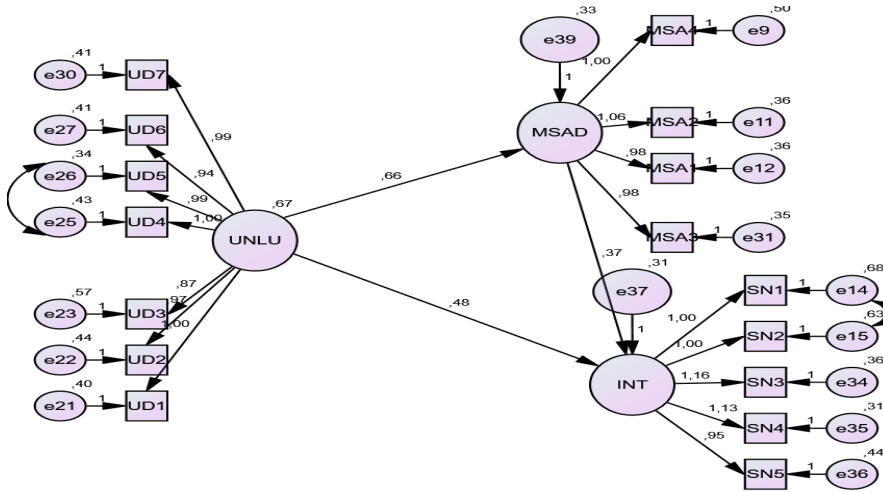 ,33
e39
1
,50
MSA4
1
e9
1,00
,41
e30
1
UD7
MSAD
1,06
MSA2
1
,36
e11
,41
e27
1
UD6
,99
,98
MSA1
1
,36
e12
,34
e26
1
UD5
,94
,66
,98
,43
e25
1
UD4
,99
1,00
,67
UNLU
MSA3
1
,35
e31
,37
,31
e37
1
,57
e23
1
UD3
,87
,97
1,00
,48
SN1
1
,68
e14
1,00
,44
e22
1
UD2
1,00
SN2
1
,63
e15
INT
1,16
SN3
1
,36
e34
,40
e21
1
UD1
1,13
SN4
1
,31
e35
,95
SN5
1
,44
e36